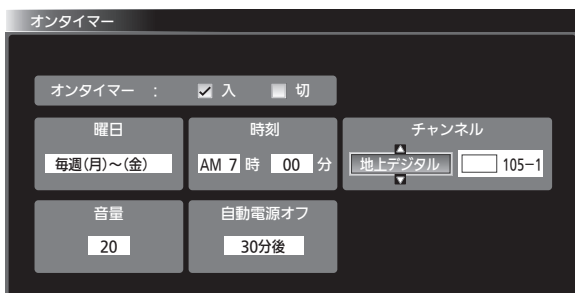 オンタイマー
オンタイマー : 入 切
曜日
毎週(月)~(金)
時刻
AM 7 時 00 分
チャンネル
地上デジタル 105-1
音量
20
自動電源オフ
30分後